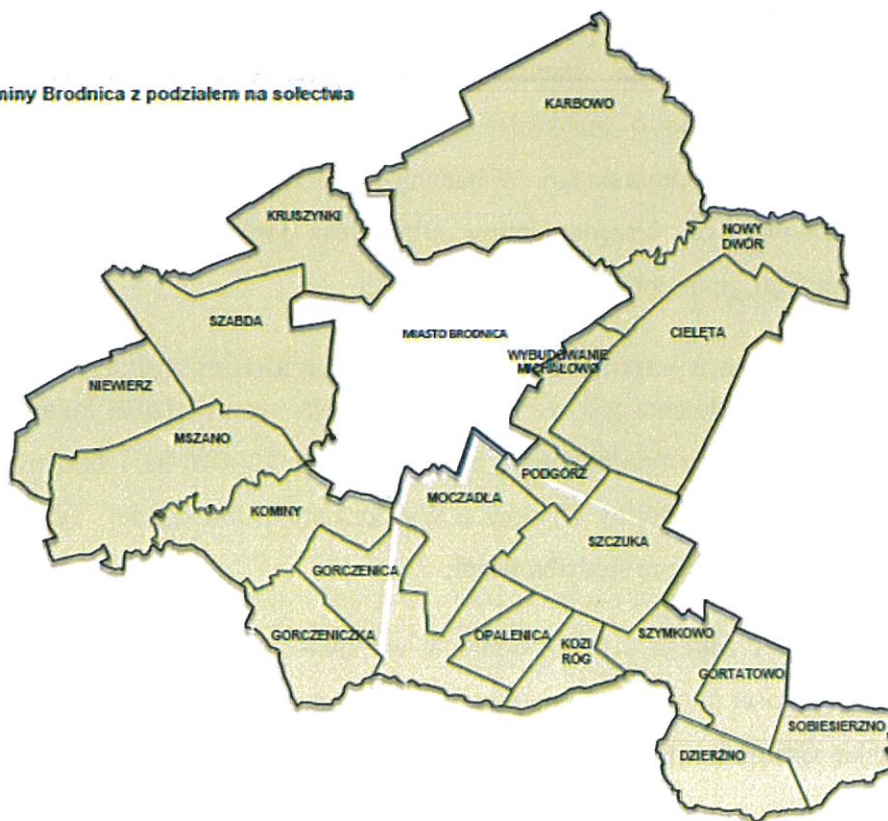 miny Brodnica z podziałem na sołectwa
KARBOWO
KRUSZYNKI
NOWY
DWÓR
SZABDA
MIASTO BRODNICA
CIELĘTA
WYBUDOWANIE
MICHAŁOWO
NIEWIERZ
MSZANO
PODGÓRZ
MOCZADŁA
KOMINY
SZCZUKA
GORCZENICA
GORCZENICZKA
OPALENICA
KOZI
RÓG
SZYMKOWO
GORTATOWO
SOBIESIERZNO
DZIERŻNO